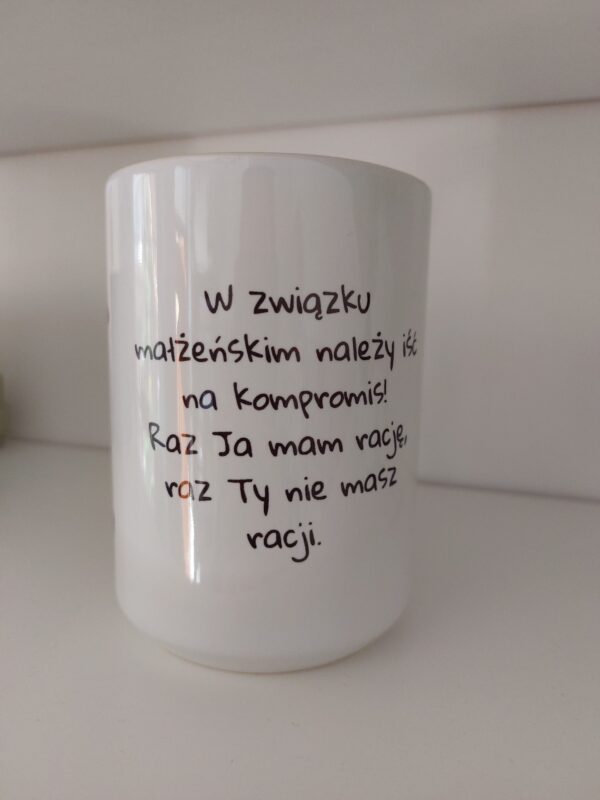 W związku
małżeńskim należy iść
na kompromis!
Raz Ja mam rację,
raz Ty nie masz
racji.